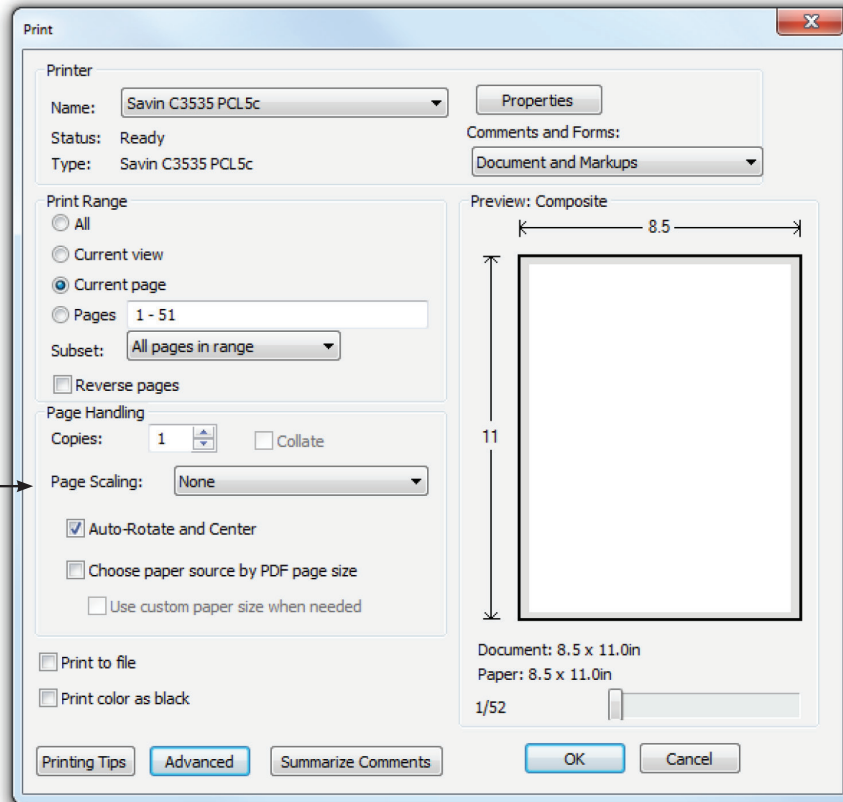 Print
Printer
Name: Savin C3535 PCL5c Properties
Status: Ready Comments and Forms:
Type: Savin C3535 PCL5c Document and Markups
Print Range
All
Current view
Current page
Pages 1 - 51
Subset: All pages in range
Reverse pages
Page Handling
Copies: 1 Collate
Page Scaling: None
Auto-Rotate and Center
Choose paper source by PDF page size
Use custom paper size when needed
Print to file
Print color as black
Preview: Composite
8.5
11
Document: 8.5 x 11.0in
Paper: 8.5 x 11.0in
1/52
Printing Tips Advanced Summarize Comments OK Cancel